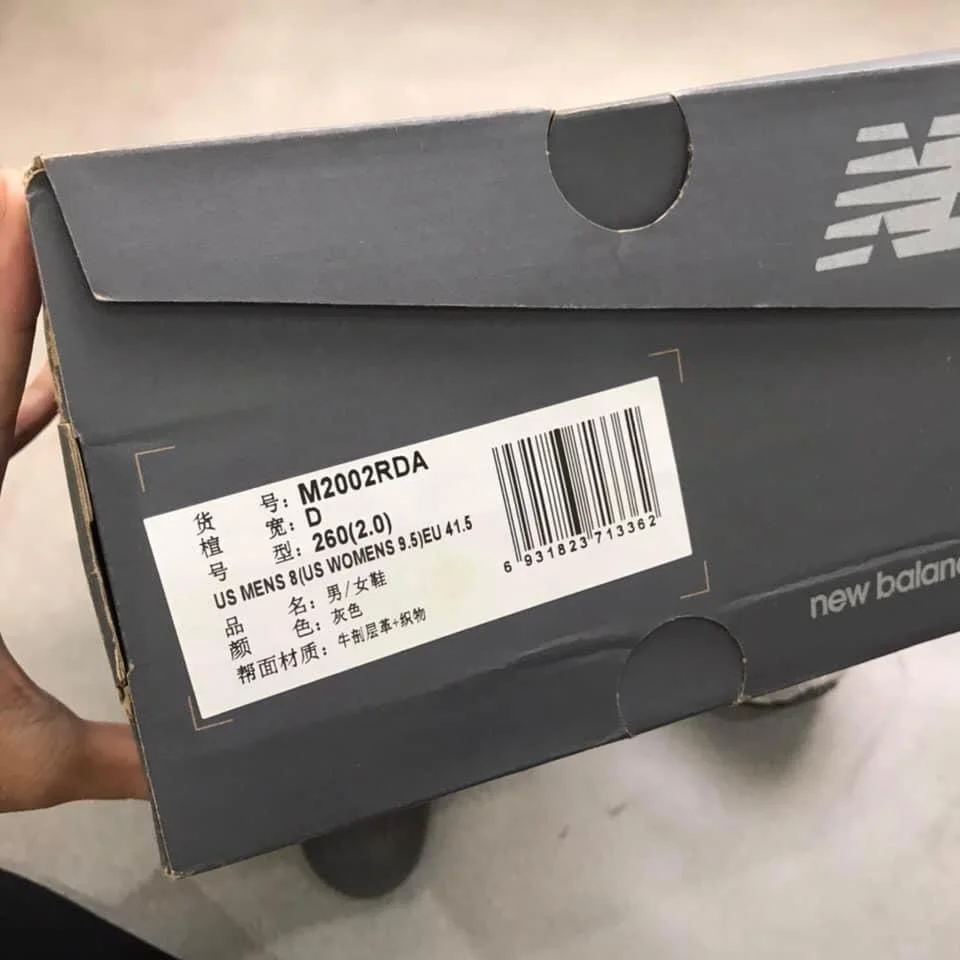 货 号: M2002RDA
楦 宽: D
号 型: 260(2.0)
US MENS 8(US WOMENS 9.5)EU 41.5
品 名: 男/女鞋
颜 色: 灰色
帮面材质: 牛剖层革+织物
6 931823 713362
new balanc